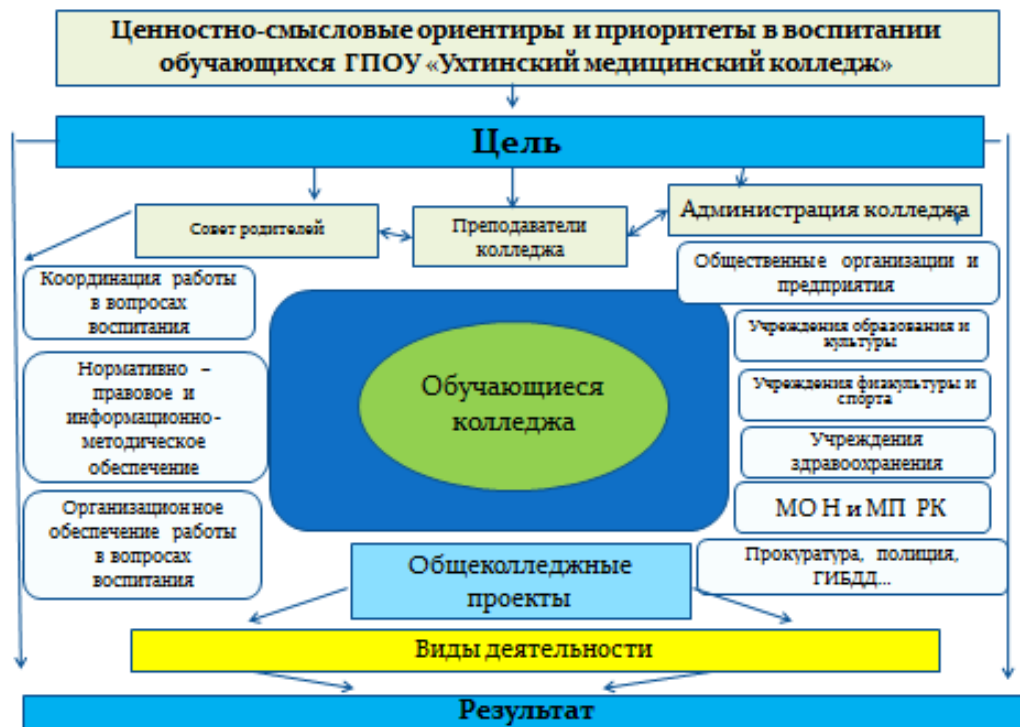 Ценностно-смысловые ориентиры и приоритеты в воспитании
обучающихся ГПОУ «Ухтинский медицинский колледж»
Цель
Совет родителей
Преподаватели
колледжа
Администрация колледжа
Координация работы
в вопросах
воспитания
Нормативно –
правовое и
информационно-
методическое
обеспечение
Организационное
обеспечение работы
в вопросах
воспитания
Обучающиеся
колледжа
Общественные организации и
предприятия
Учреждения образования и
культуры
Учреждения физкультуры и
спорта
Учреждения
здравоохранения
МО Н и МП РК
Прокуратура, полиция,
ГИБДД...
Общеколледжные
проекты
Виды деятельности
Результат